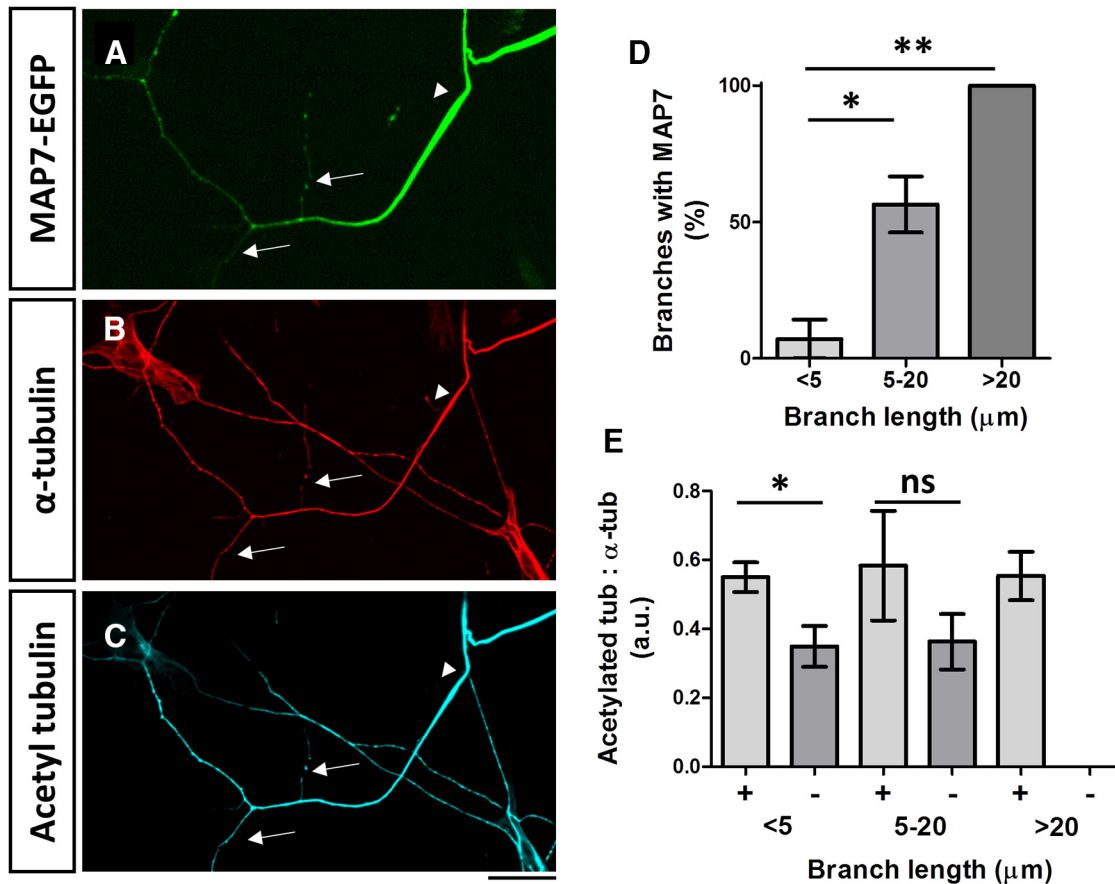 MAP7-EGFP
A
α-tubulin
B
Acetyl tubulin
C
D
**
*
100
50
0
Branches with MAP7
(%)
<5 5-20 >20
Branch length (μm)
E
*
ns
0.8
0.6
0.4
0.2
0.0
Acetylated tub : α-tub
(a.u.)
+ - + - + -
<5 5-20 >20
Branch length (μm)